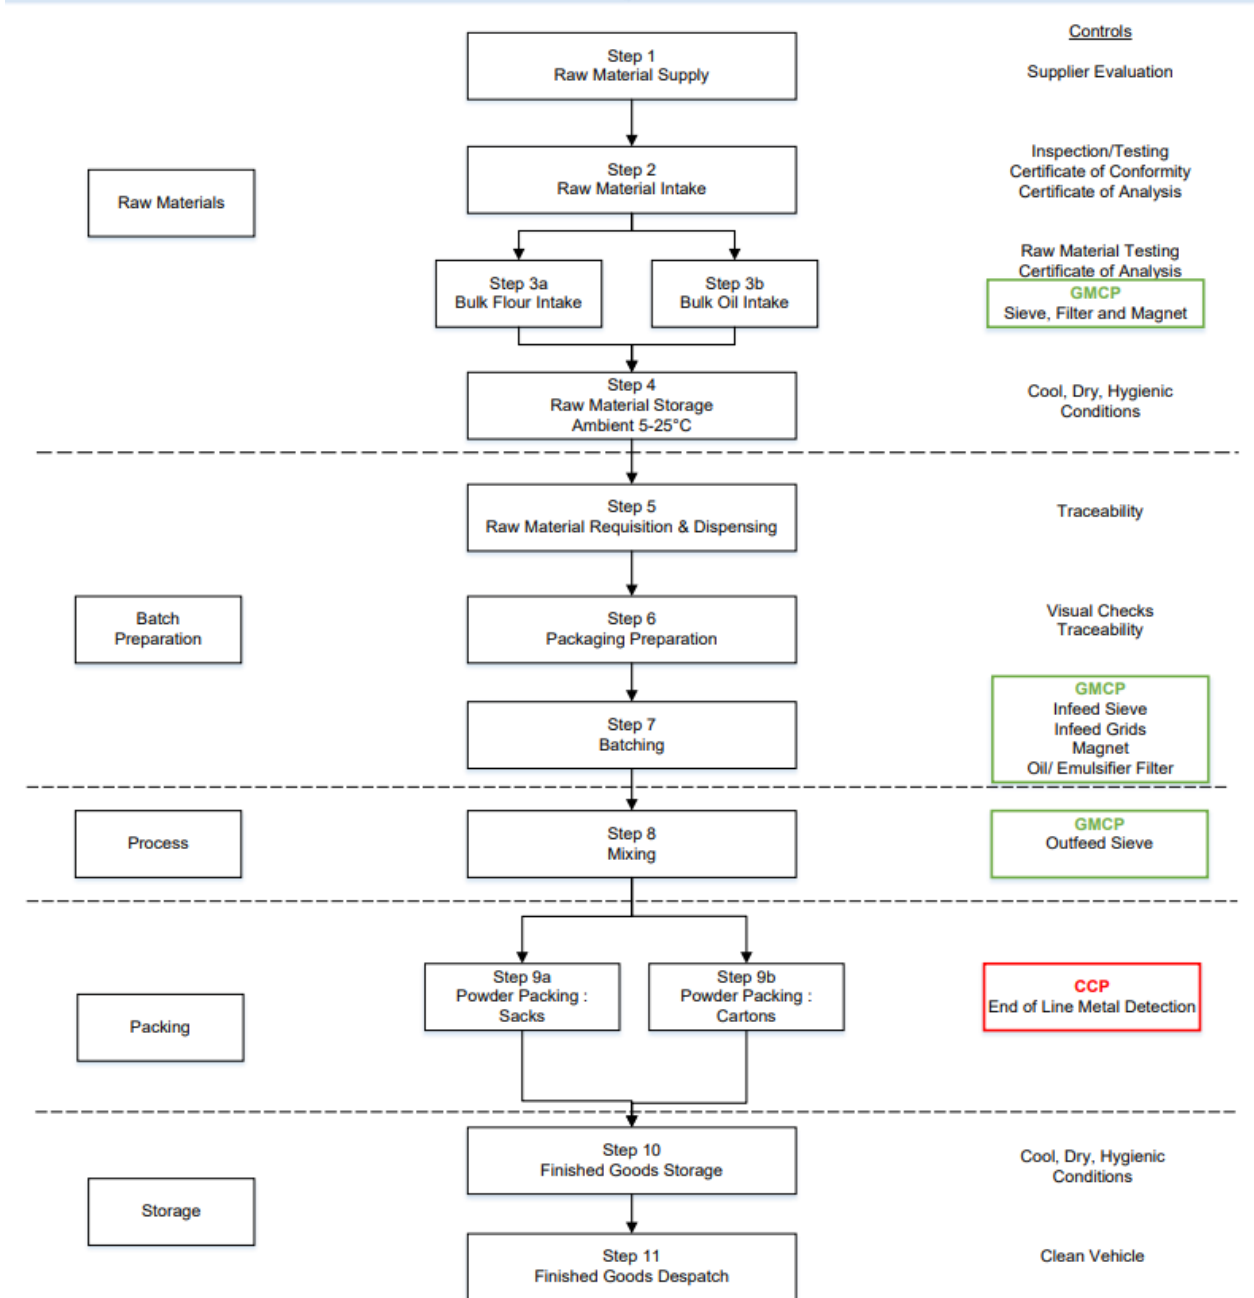 Controls
Step 1
Raw Material Supply
Supplier Evaluation
Step 2
Raw Material Intake
Inspection/Testing
Certificate of Conformity
Certificate of Analysis
Raw Materials
Step 3a
Bulk Flour Intake
Step 3b
Bulk Oil Intake
Raw Material Testing
Certificate of Analysis
GMCP
Sieve, Filter and Magnet
Step 4
Raw Material Storage
Ambient 5-25°C
Cool, Dry, Hygienic
Conditions
Step 5
Raw Material Requisition & Dispensing
Traceability
Batch
Preparation
Step 6
Packaging Preparation
Visual Checks
Traceability
Step 7
Batching
GMCP
Infeed Sieve
Infeed Grids
Magnet
Oil/ Emulsifier Filter
Process
Step 8
Mixing
GMCP
Outfeed Sieve
Packing
Step 9a
Powder Packing :
Sacks
Step 9b
Powder Packing :
Cartons
CCP
End of Line Metal Detection
Step 10
Finished Goods Storage
Cool, Dry, Hygienic
Conditions
Storage
Step 11
Finished Goods Despatch
Clean Vehicle